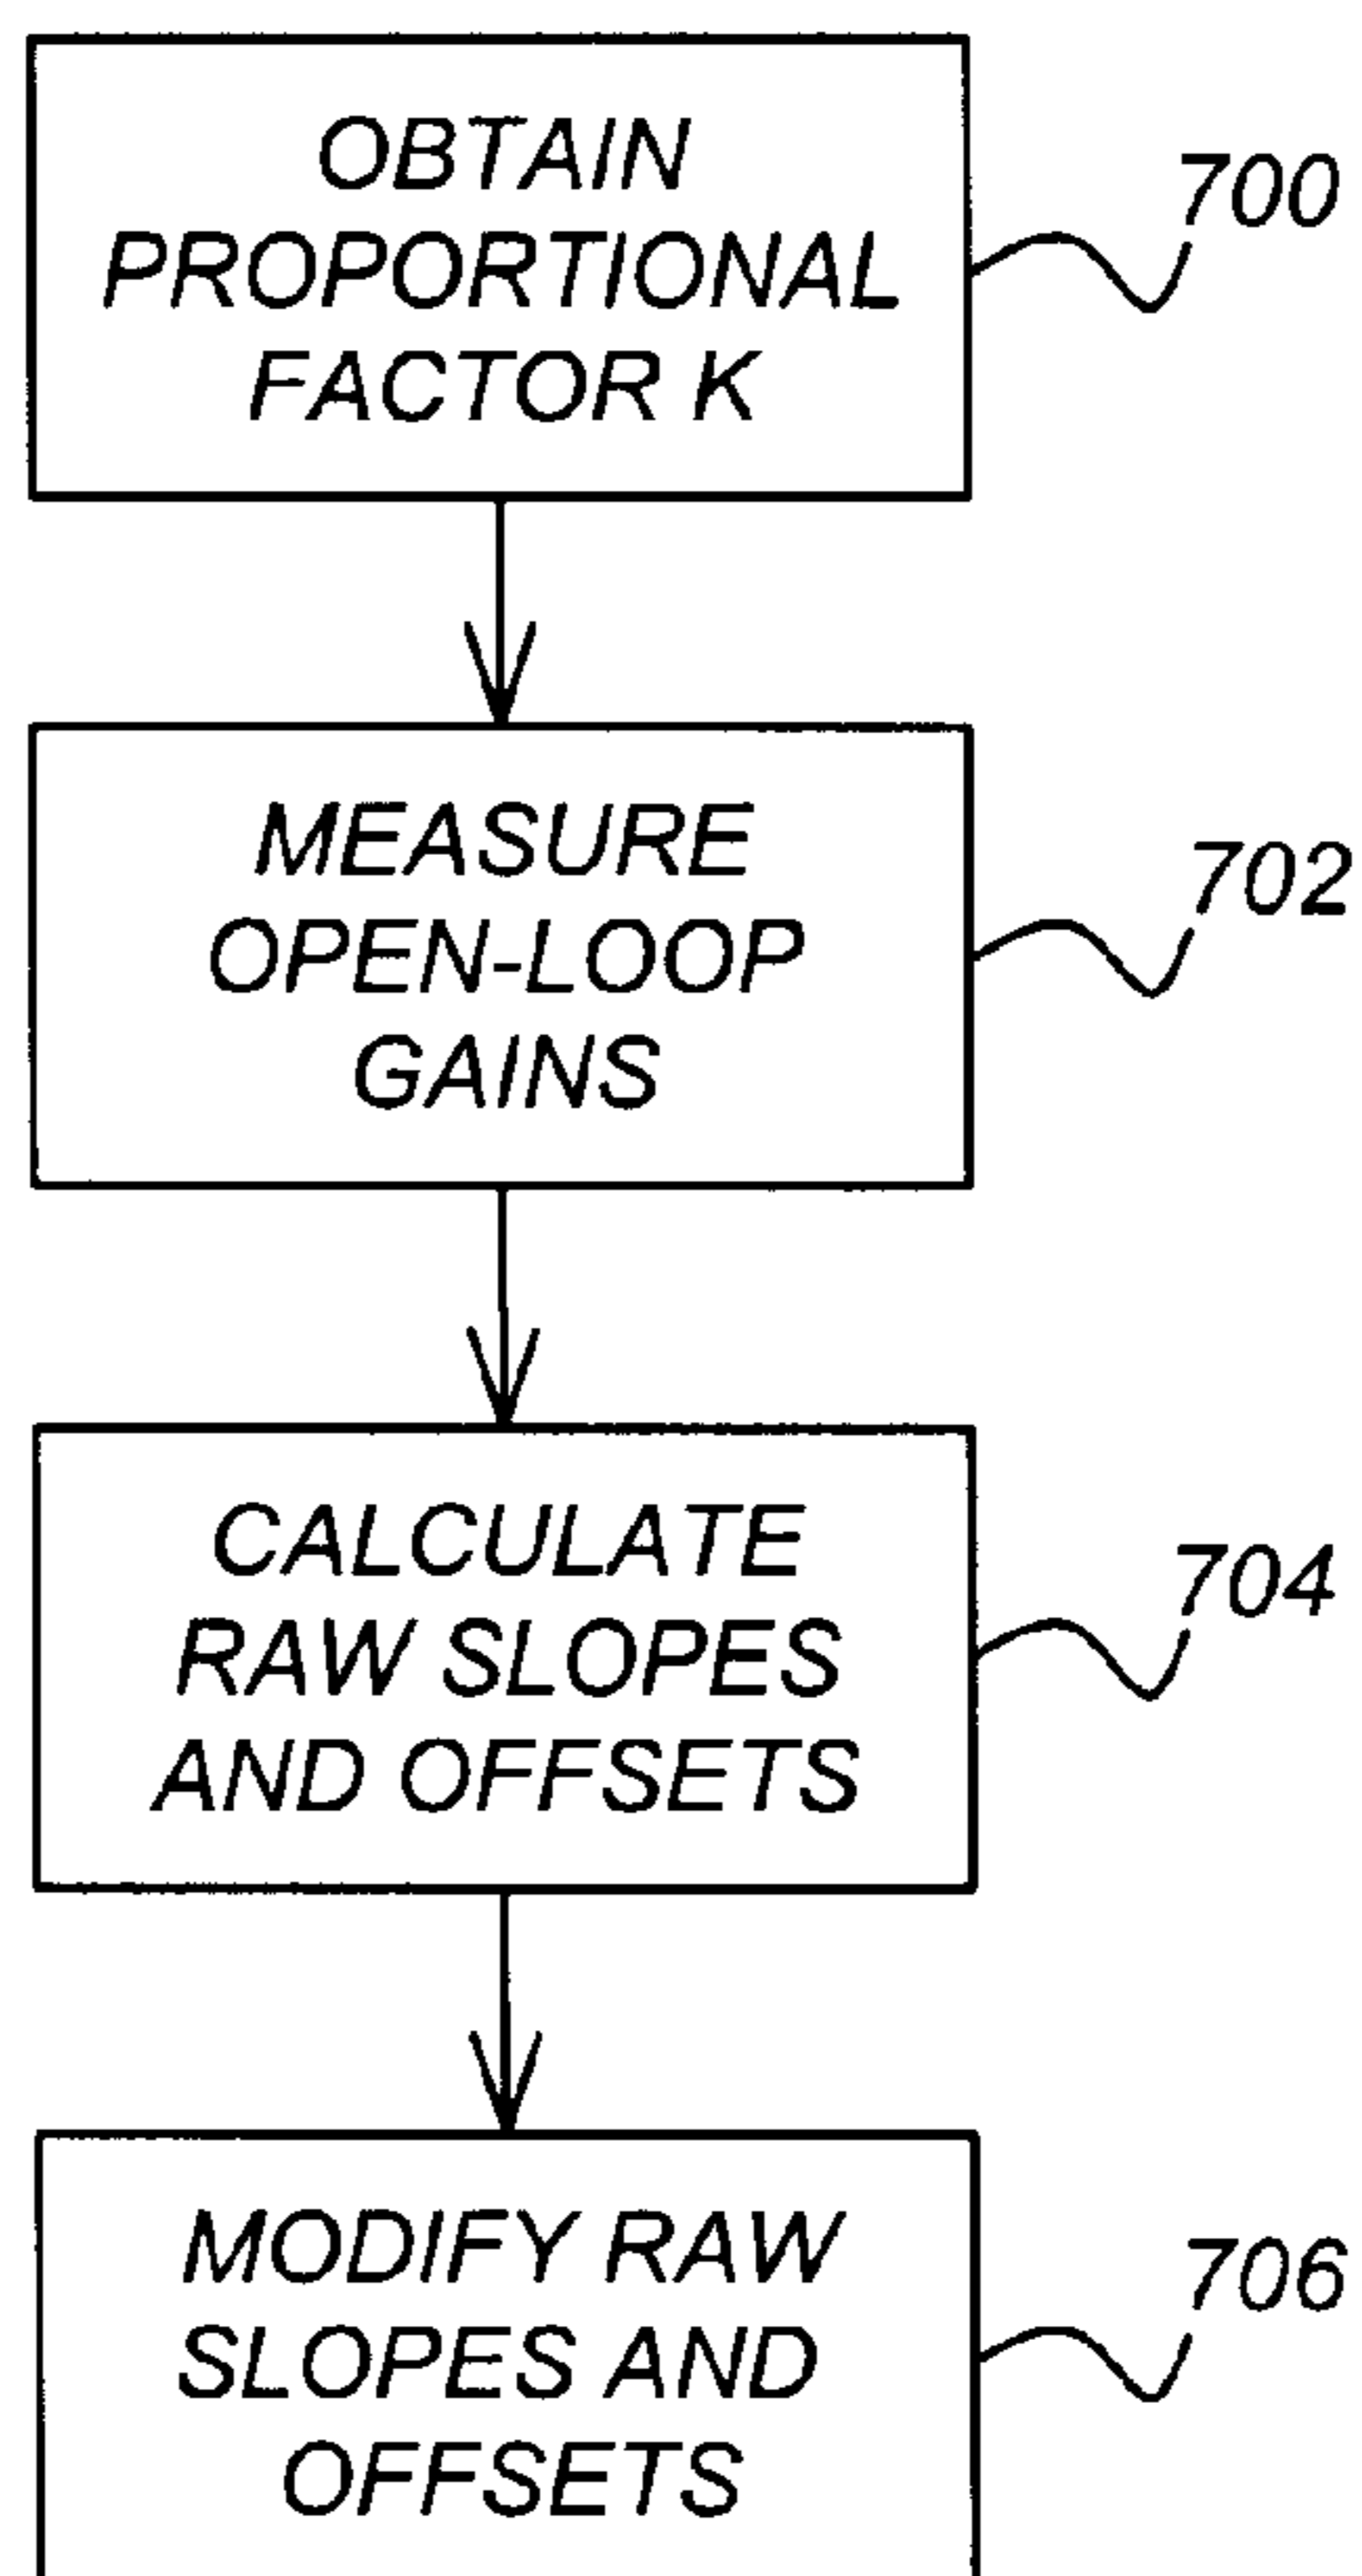 OBTAIN
PROPORTIONAL
FACTOR K
700
MEASURE
OPEN-LOOP
GAINS
702
CALCULATE
RAW SLOPES
AND OFFSETS
704
MODIFY RAW
SLOPES AND
OFFSETS
706